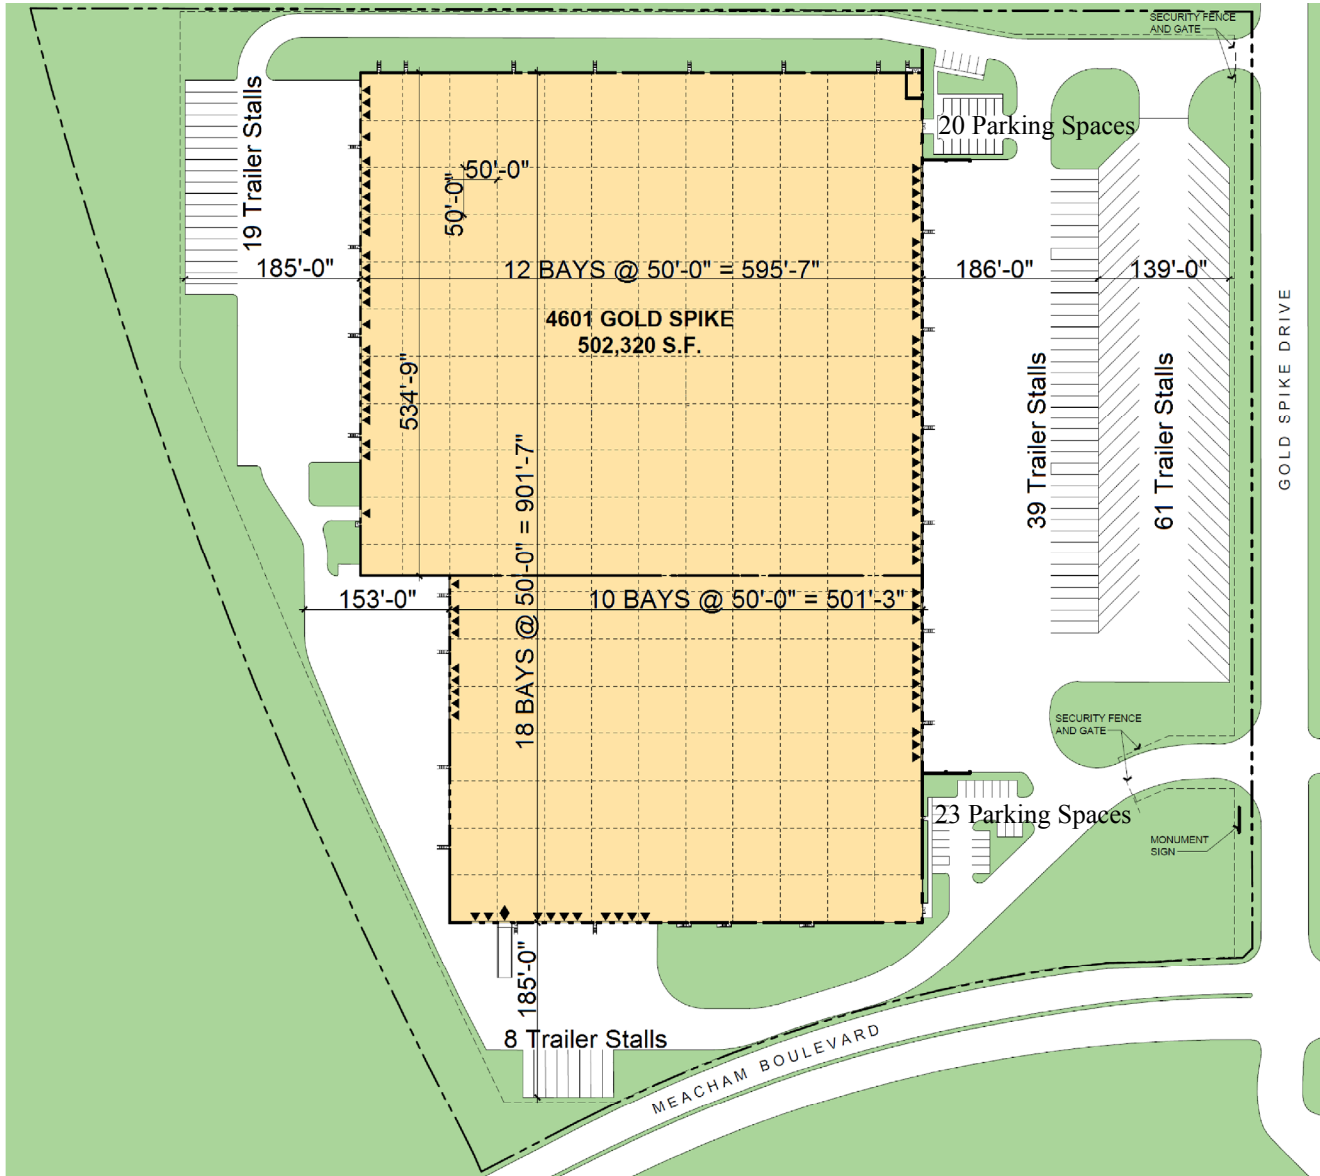 SECURITY FENCE
AND GATE
19 Trailer Stalls
20 Parking Spaces
50'-0"
50'-0"
185'-0"
12 BAYS @ 50'-0" = 595'-7"
186'-0"
139'-0"
4601 GOLD SPIKE
502,320 S.F.
GOLD SPIKE DRIVE
534'-9"
39 Trailer Stalls
61 Trailer Stalls
18 BAYS @ 50'-0" = 901'-7"
153'-0"
10 BAYS @ 50'-0" = 501'-3"
SECURITY FENCE
AND GATE
23 Parking Spaces
MONUMENT
SIGN
185'-0"
8 Trailer Stalls
MEACHAM BOULEVARD